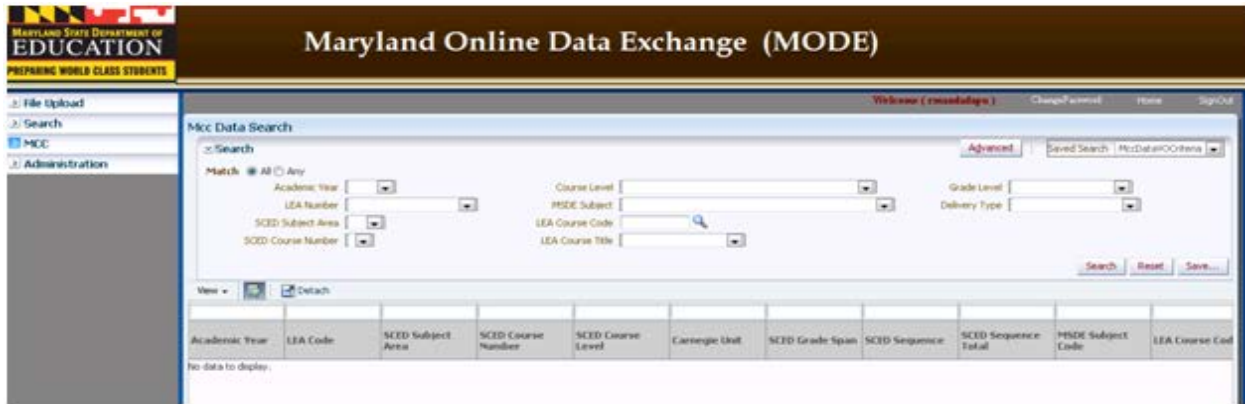 MARYLAND STATE DEPARTMENT OF
EDUCATION
PREPARING WORLD CLASS STUDENTS
Maryland Online Data Exchange (MODE)
File Upload
Search
MCC
Administration
Welcome ( )
ChangePassword
Home
SignOut
Mcc Data Search
Search
Advanced
Saved Search
MccDataVOCriteria
Match All Any
Academic Year
Course Level
Grade Level
LEA Number
MSDE Subject
Delivery Type
SCED Subject Area
LEA Course Code
SCED Course Number
LEA Course Title
Search
Reset
Save...
View
Detach
Academic Year
LEA Code
SCED Subject Area
SCED Course Number
SCED Course Level
Carnegie Unit
SCED Grade Span
SCED Sequence
SCED Sequence Total
MSDE Subject Code
LEA Course Cod
No data to display.